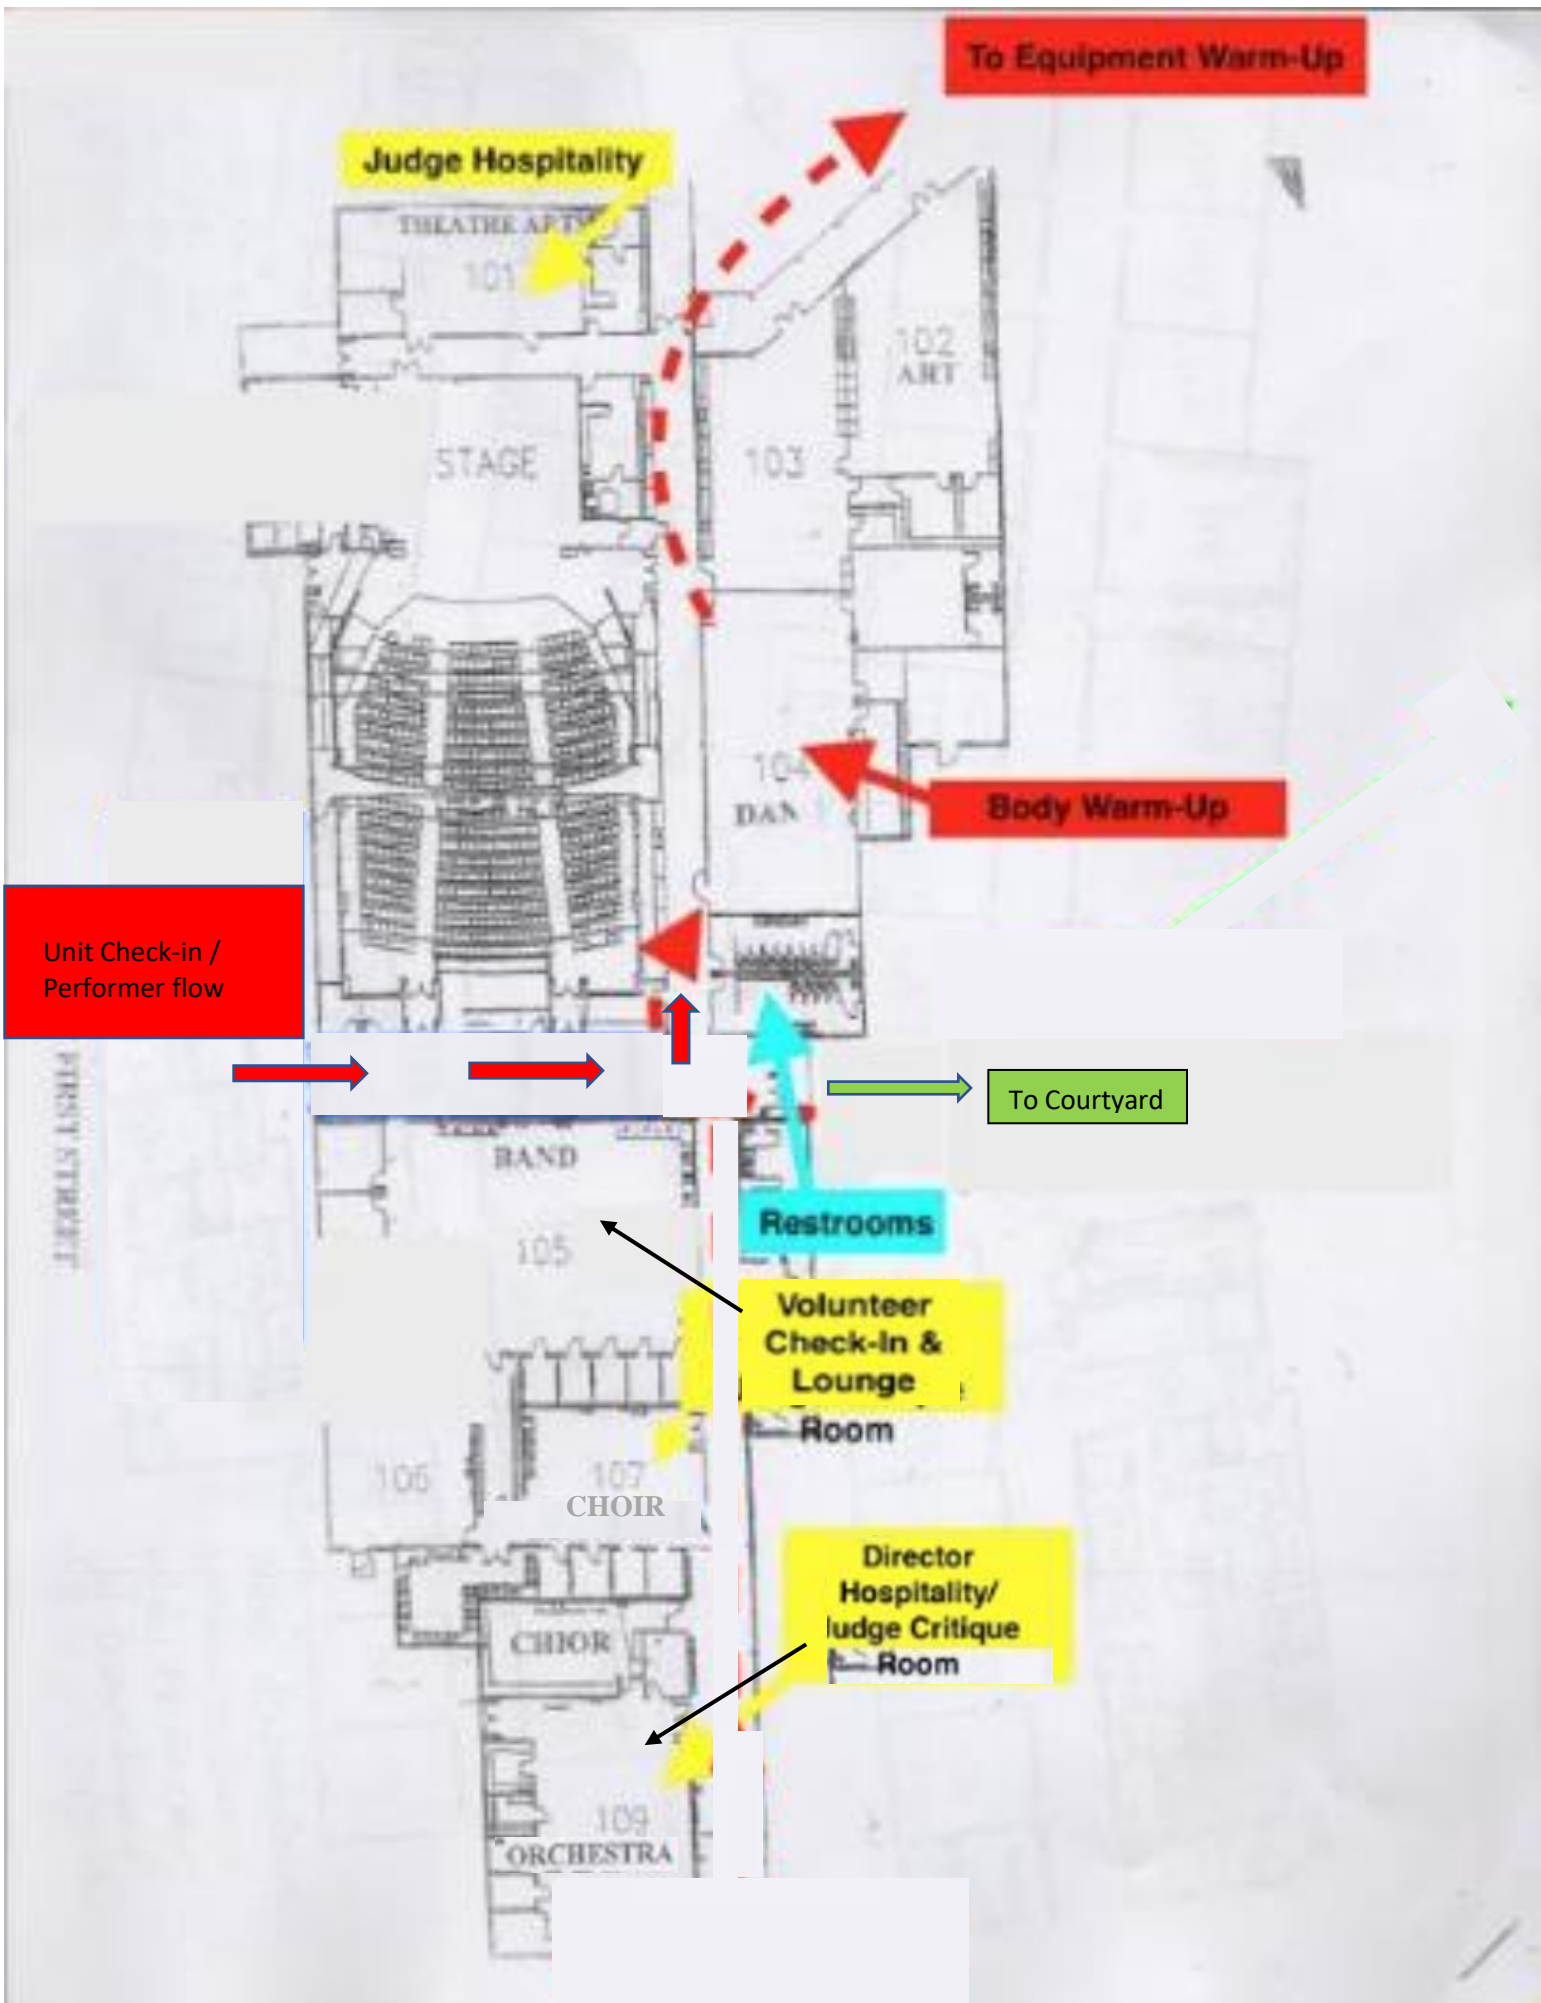 To Equipment Warm-Up
Judge Hospitality
THEATRE ARTS
101
102
ART
STAGE
103
104
DAN
Body Warm-Up
Unit Check-in /
Performer flow
FIRST STREET
To Courtyard
BAND
105
Restrooms
Volunteer
Check-In &
Lounge
Room
106
107
CHOIR
Director
Hospitality/
Judge Critique
Room
CHIOR
109
ORCHESTRA